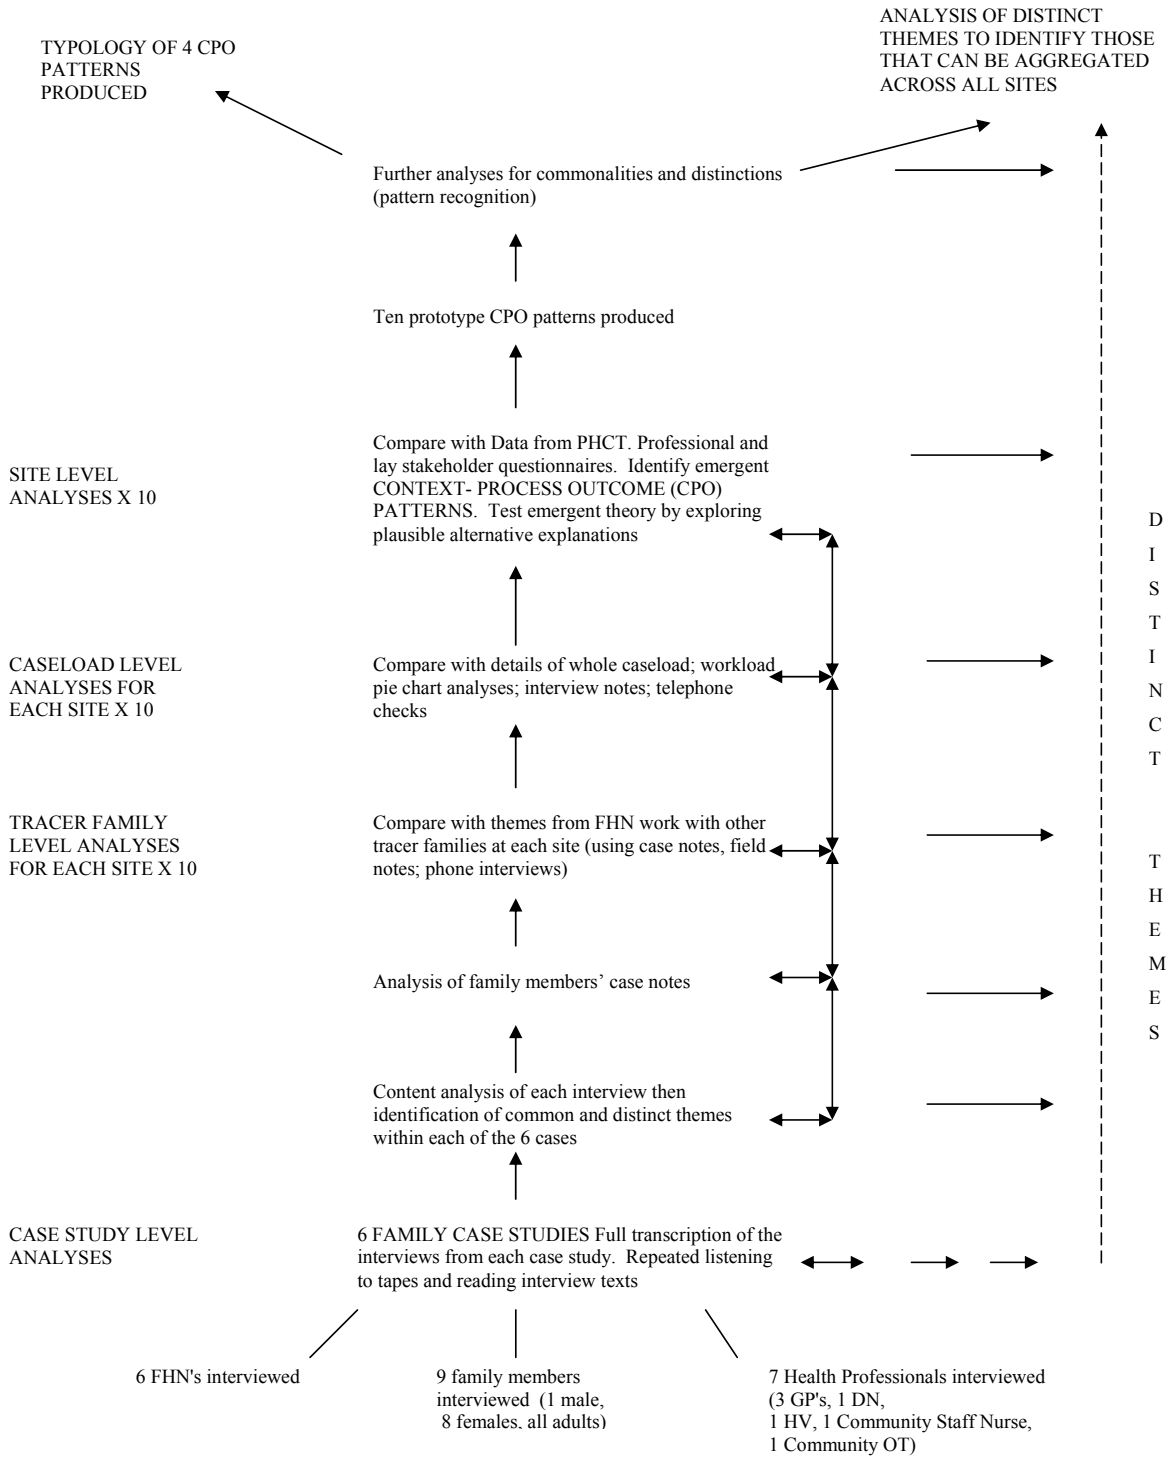 TYPOLOGY OF 4 CPO
PATTERNS
PRODUCED
ANALYSIS OF DISTINCT
THEMES TO IDENTIFY THOSE
THAT CAN BE AGGREGATED
ACROSS ALL SITES
Further analyses for commonalities and distinctions
(pattern recognition)
Ten prototype CPO patterns produced
SITE LEVEL
ANALYSES X 10
Compare with Data from PHCT. Professional and
lay stakeholder questionnaires.  Identify emergent
CONTEXT- PROCESS OUTCOME (CPO)
PATTERNS.  Test emergent theory by exploring
plausible alternative explanations
CASELOAD LEVEL
ANALYSES FOR
EACH SITE X 10
Compare with details of whole caseload; workload
pie chart analyses; interview notes; telephone
checks
TRACER FAMILY
LEVEL ANALYSES
FOR EACH SITE X 10
Compare with themes from FHN work with other
tracer families at each site (using case notes, field
notes; phone interviews)
Analysis of family members' case notes
Content analysis of each interview then
identification of common and distinct themes
within each of the 6 cases
CASE STUDY LEVEL
ANALYSES
6 FAMILY CASE STUDIES Full transcription of the
interviews from each case study.  Repeated listening
to tapes and reading interview texts
6 FHN's interviewed
9 family members
interviewed  (1 male,
8 females, all adults)
7 Health Professionals interviewed
(3 GP's, 1 DN,
1 HV, 1 Community Staff Nurse,
1 Community OT)
D
I
S
T
I
N
C
T
T
H
E
M
E
S